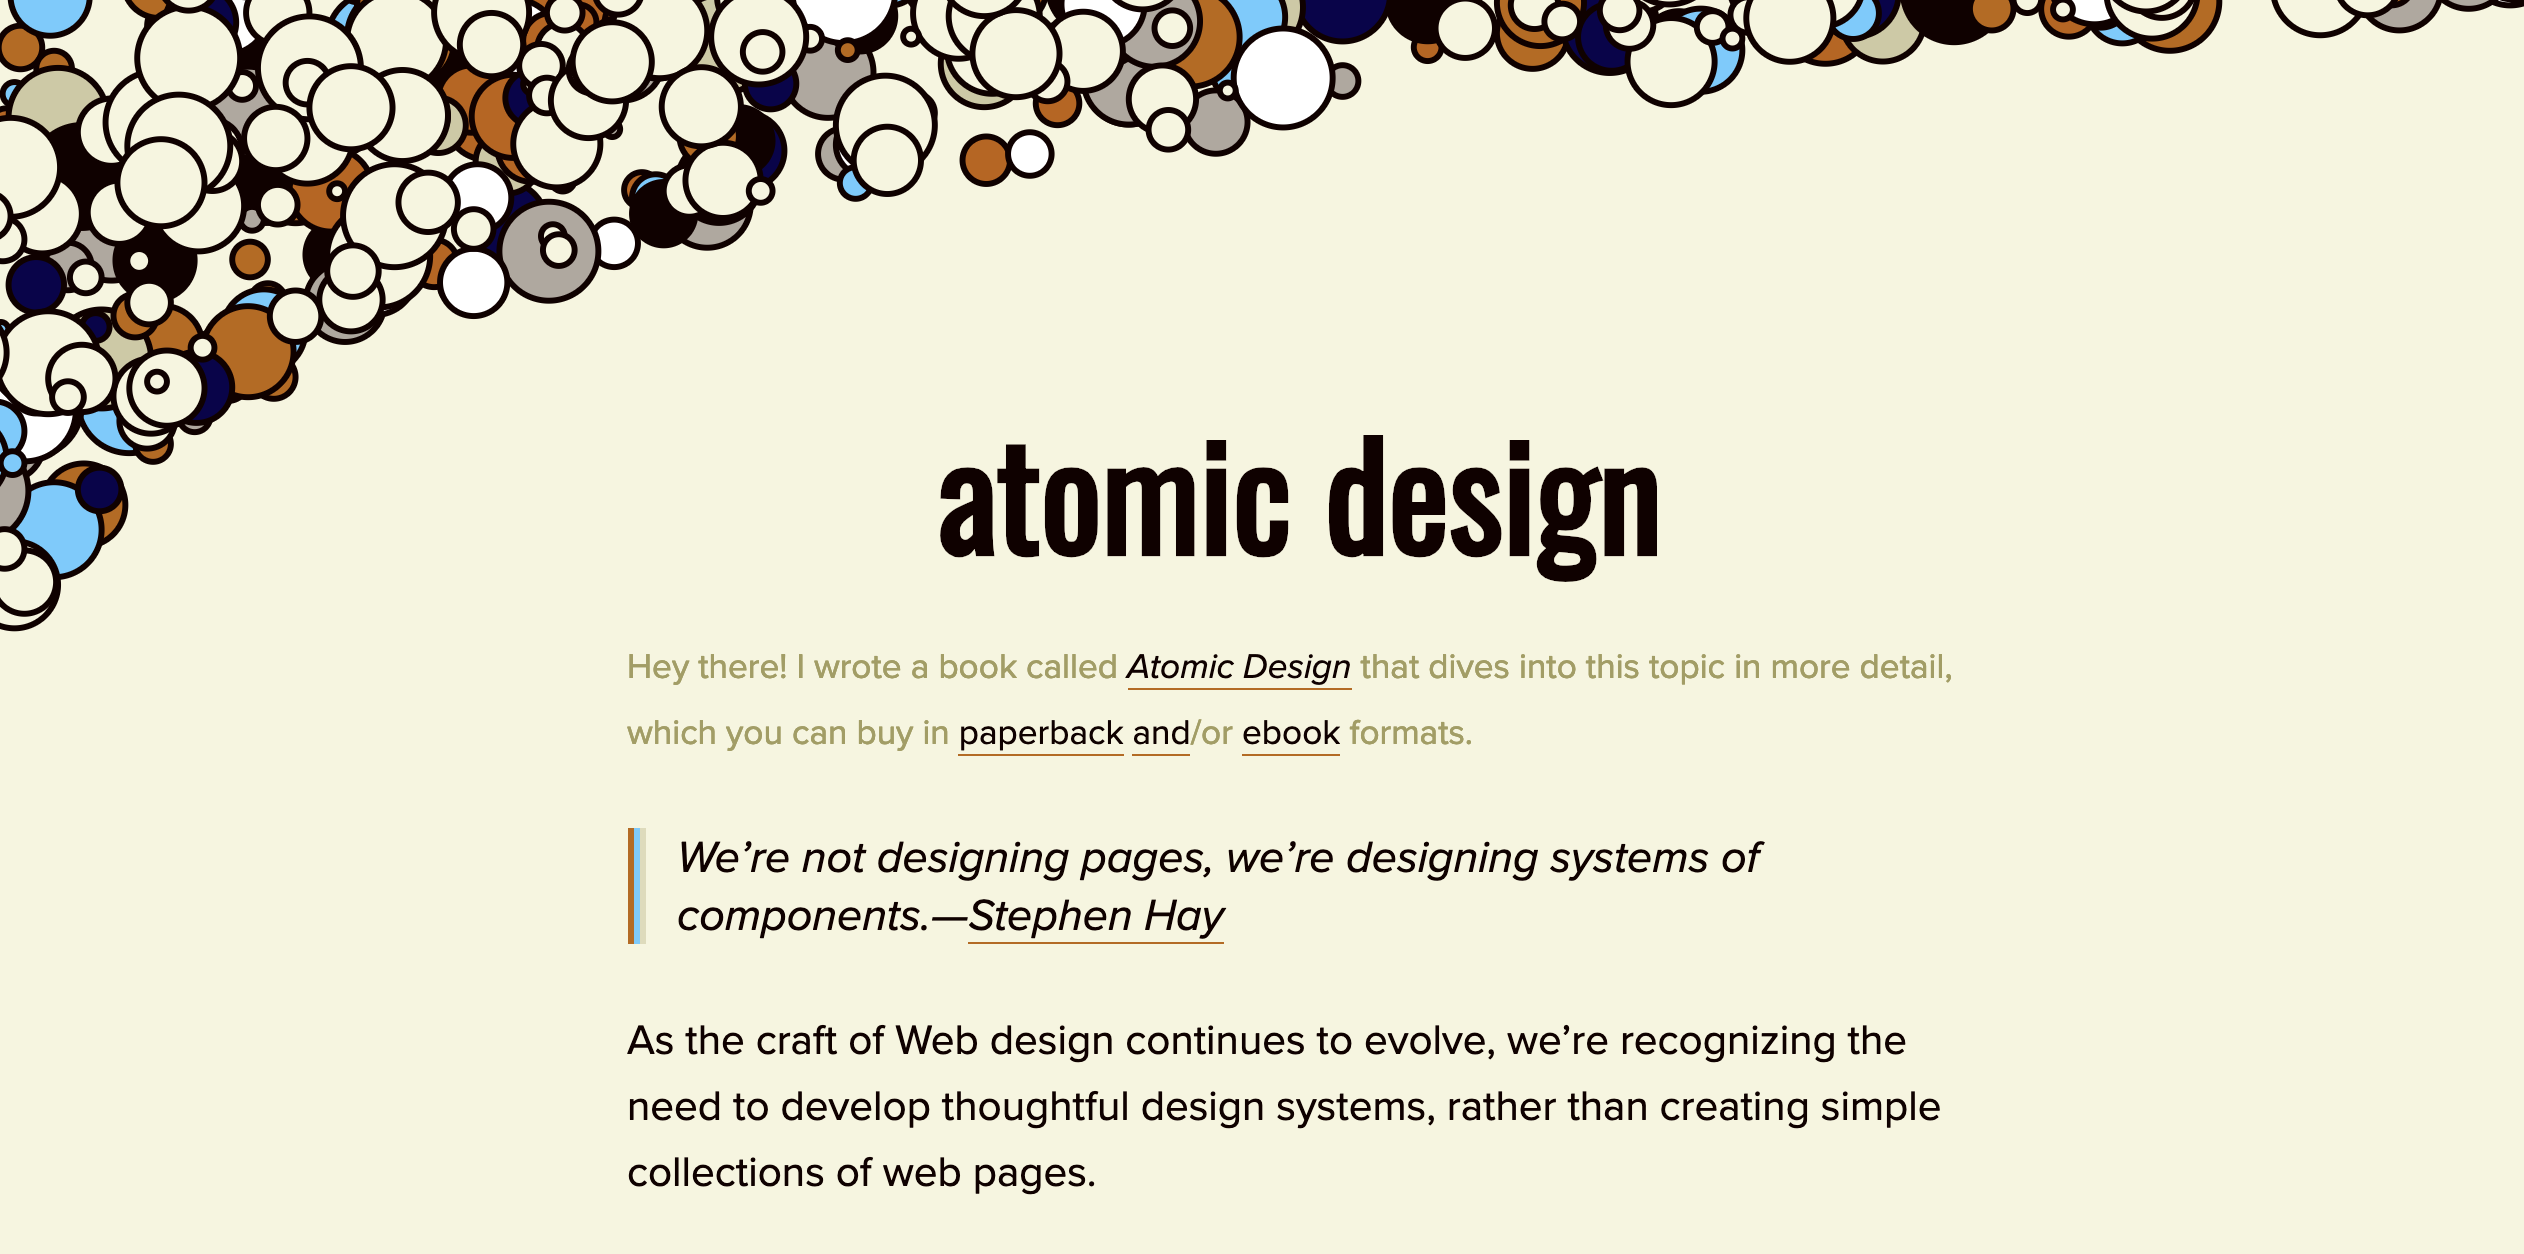 atomic design
Hey there! I wrote a book called Atomic Design that dives into this topic in more detail,
which you can buy in paperback and/or ebook formats.
We’re not designing pages, we’re designing systems of
components.—Stephen Hay
As the craft of Web design continues to evolve, we’re recognizing the
need to develop thoughtful design systems, rather than creating simple
collections of web pages.